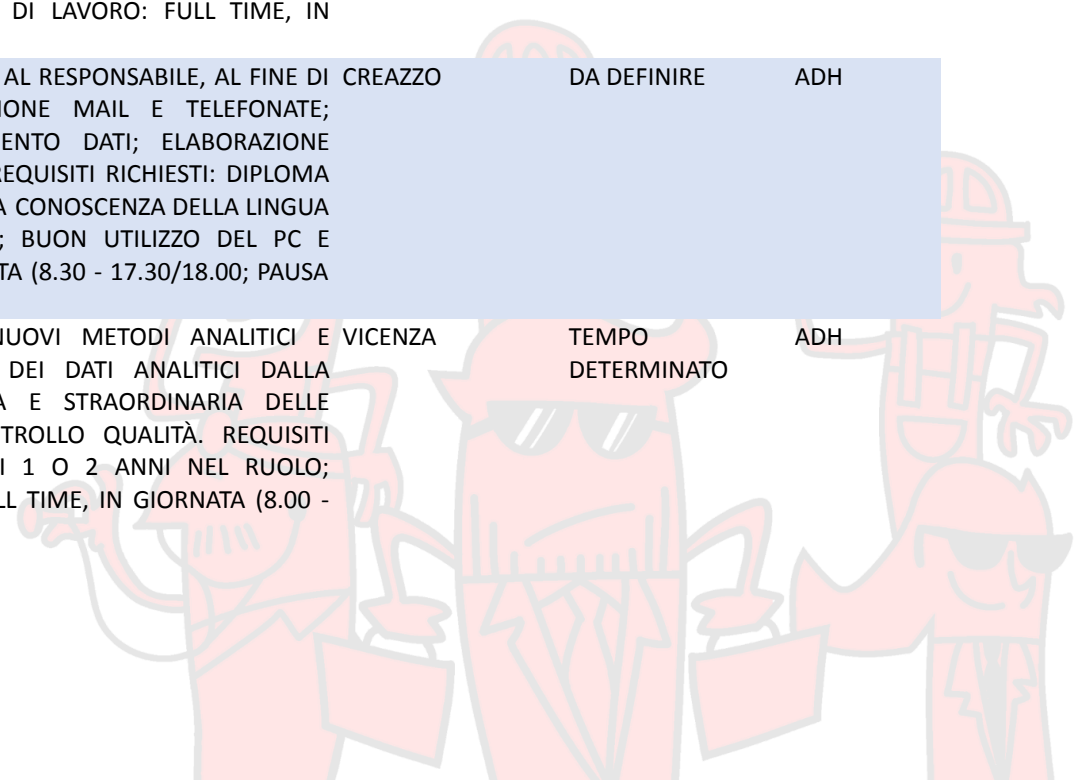 DI LAVORO: FULL TIME, IN
AL RESPONSABILE, AL FINE DI CREAZZO DA DEFINIRE ADH
IONE MAIL E TELEFONATE;
ENTO DATI; ELABORAZIONE
REQUISITI RICHIESTI: DIPLOMA
A CONOSCENZA DELLA LINGUA
; BUON UTILIZZO DEL PC E
TA (8.30 - 17.30/18.00; PAUSA
NUOVI METODI ANALITICI E VICENZA TEMPO ADH
DEI DATI ANALITICI DALLA DETERMINATO
A E STRAORDINARIA DELLE
TROLLO QUALITÀ. REQUISITI
I 1 O 2 ANNI NEL RUOLO;
LL TIME, IN GIORNATA (8.00 -